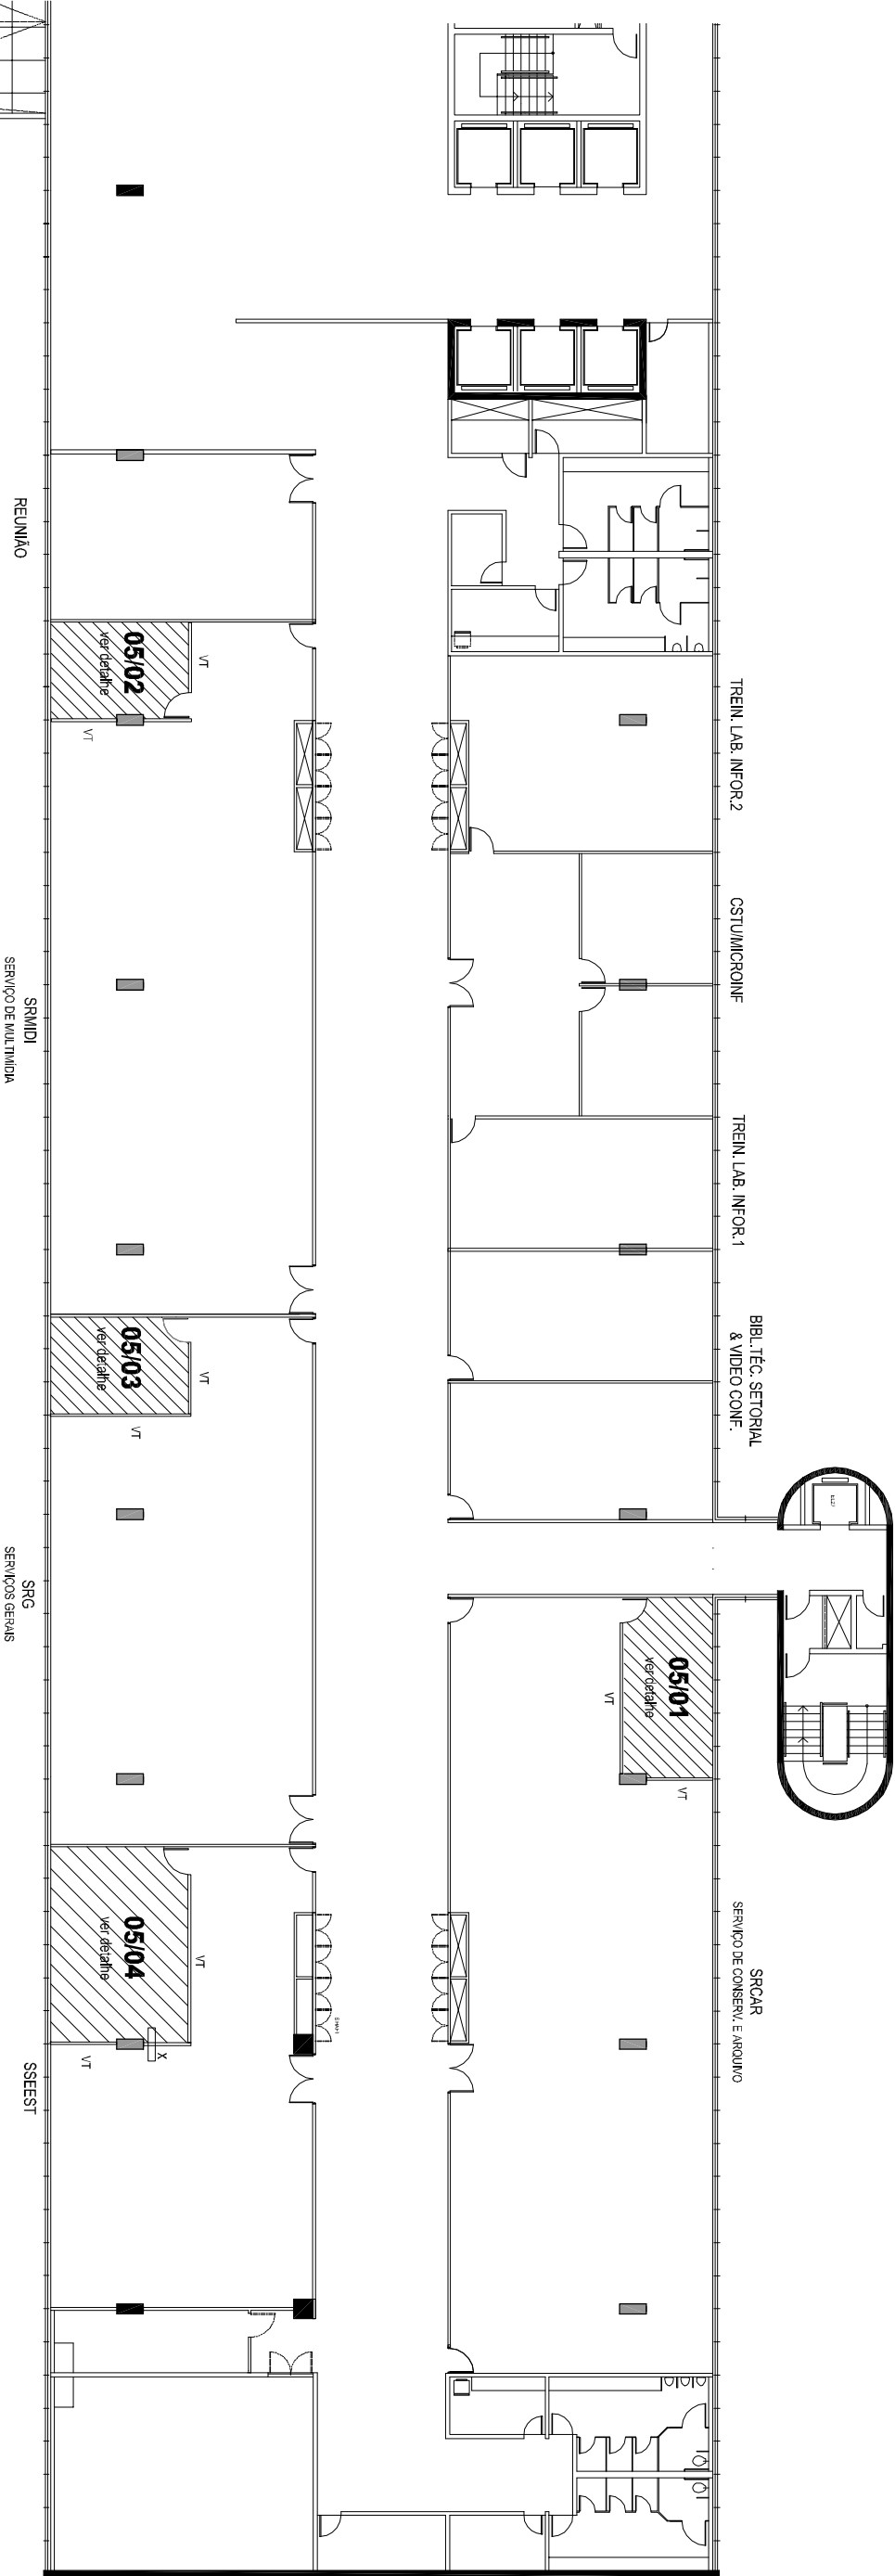 REUNIÃO
05/02
ver detalhe
VT
VT
TREIN. LAB. INFOR.2
CSTU/MICROINF
SRMIDI
SERVIÇO DE MULTIMÍDIA
TREIN. LAB. INFOR.1
05/03
ver detalhe
VT
VT
BIBL.TÉC. SETORIAL
& VIDEO CONF.
SRG
SERVIÇOS GERAIS
05/01
ver detalhe
VT
VT
05/04
ver detalhe
VT
VT
X
SRCAR
SERVIÇO DE CONSERV. E ARQUIVO
SSEEST